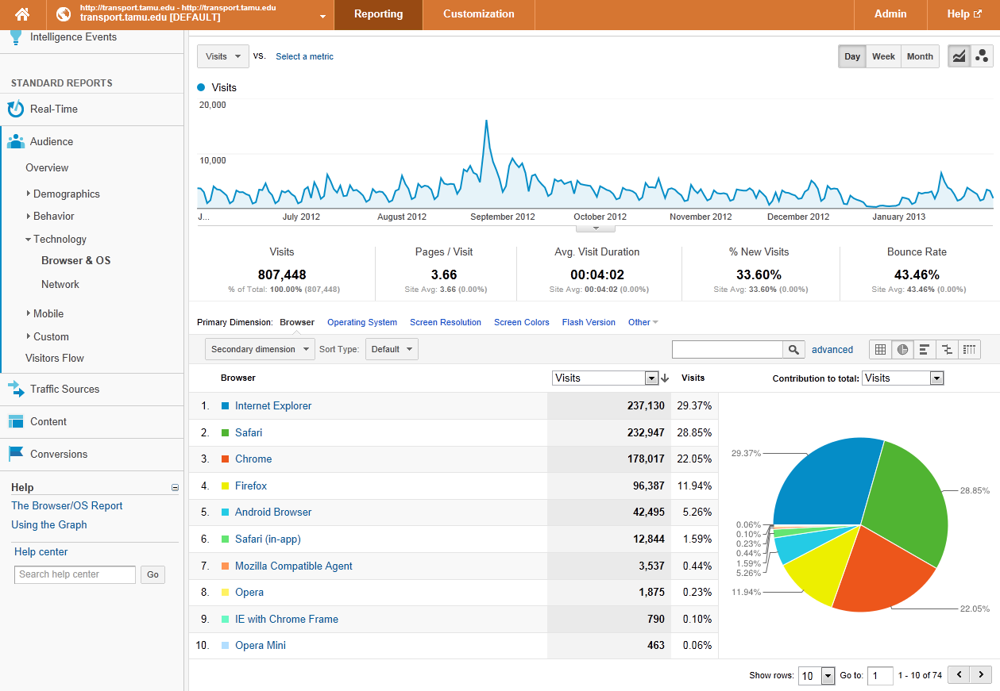 http://transport.tamu.edu - http://transport.tamu.edu
transport.tamu.edu [DEFAULT]
Reporting
Customization
Admin
Help
Intelligence Events
STANDARD REPORTS
Real-Time
Audience
Overview
Demographics
Behavior
Technology
Browser & OS
Network
Mobile
Custom
Visitors Flow
Traffic Sources
Content
Conversions
Help
The Browser/OS Report
Using the Graph
Help center
Search help center
Go
Visits
VS.
Select a metric
Day
Week
Month
Visits
20,000
10,000
J...
July 2012
August 2012
September 2012
October 2012
November 2012
December 2012
January 2013
Visits
807,448
% of Total: 100.00% (807,448)
Pages / Visit
3.66
Site Avg: 3.66 (0.00%)
Avg. Visit Duration
00:04:02
Site Avg: 00:04:02 (0.00%)
% New Visits
33.60%
Site Avg: 33.60% (0.00%)
Bounce Rate
43.46%
Site Avg: 43.46% (0.00%)
Primary Dimension: Browser Operating System Screen Resolution Screen Colors Flash Version Other
Secondary dimension Sort Type: Default advanced
Browser Visits Visits Contribution to total: Visits
1. Internet Explorer 237,130 29.37%
2. Safari 232,947 28.85%
3. Chrome 178,017 22.05%
4. Firefox 96,387 11.94%
5. Android Browser 42,495 5.26%
6. Safari (in-app) 12,844 1.59%
7. Mozilla Compatible Agent 3,537 0.44%
8. Opera 1,875 0.23%
9. IE with Chrome Frame 790 0.10%
10. Opera Mini 463 0.06%
29.37%
28.85%
0.06%
0.10%
0.23%
0.44%
1.59%
5.26%
11.94%
22.05%
Show rows: 10 Go to: 1 1 - 10 of 74